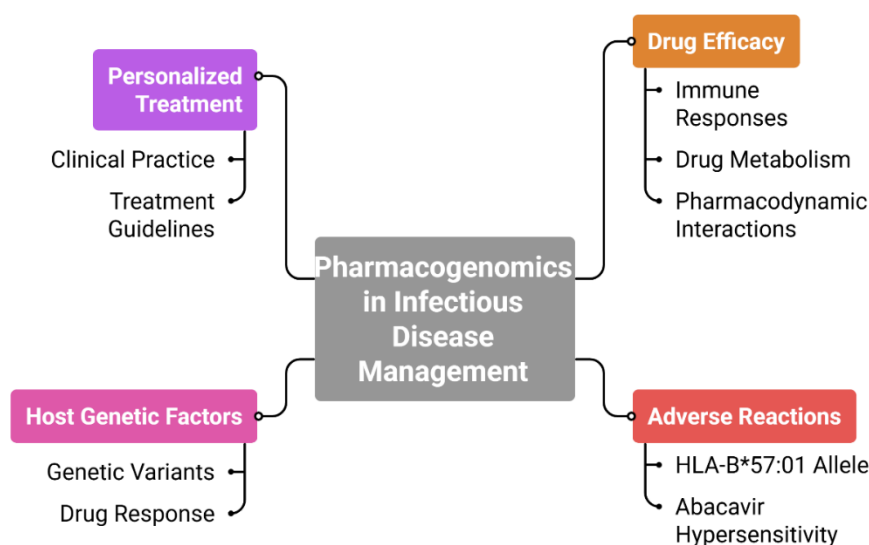 Personalized
Treatment
Clinical Practice
Treatment
Guidelines
Drug Efficacy
Immune
Responses
Drug Metabolism
Pharmacodynamic
Interactions
Pharmacogenomics
in Infectious
Disease
Management
Host Genetic Factors
Genetic Variants
Drug Response
Adverse Reactions
HLA-B*57:01 Allele
Abacavir
Hypersensitivity